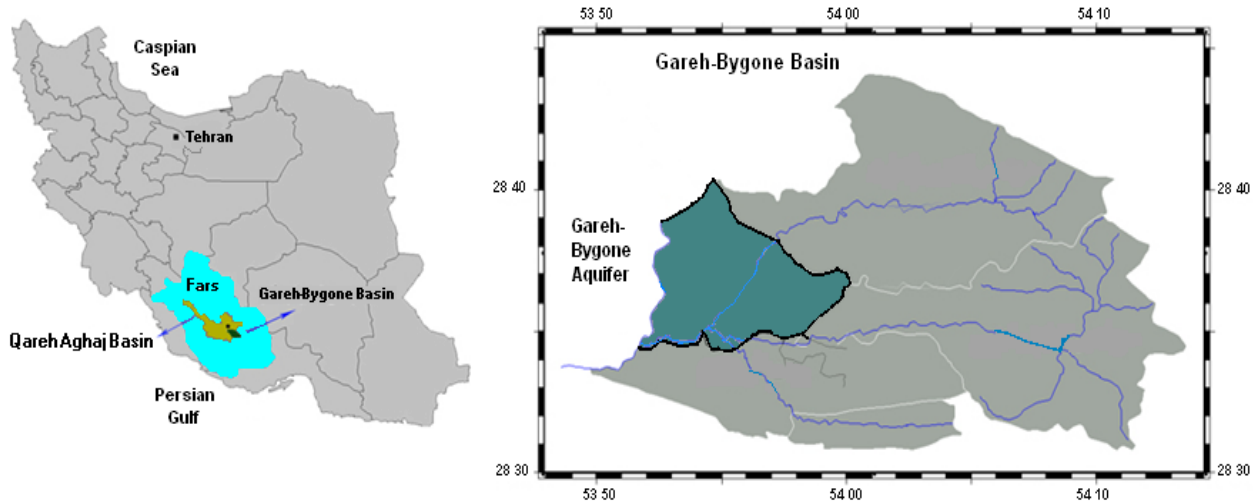 Caspian
Sea
Tehran
Fars
Gareh-Bygone Basin
Qareh Aghaj Basin
Persian
Gulf
53 50
54 00
54 10
Gareh-Bygone Basin
28 40
28 40
Gareh-
Bygone
Aquifer
28 30
28 30
53 50
54 00
54 10